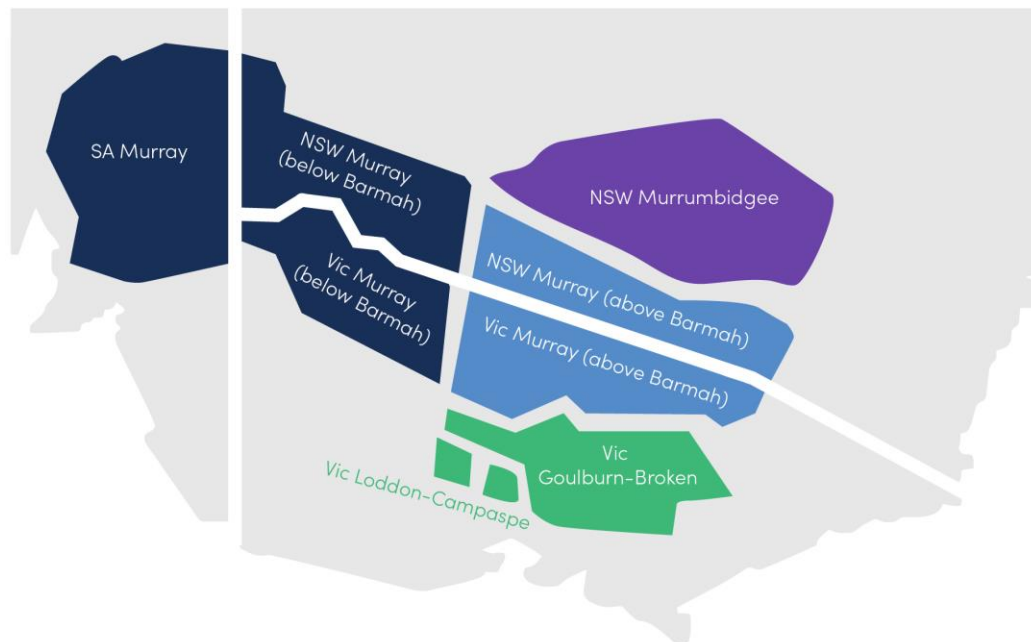 SA Murray
NSW Murray
(below Barmah)
Vic Murray
(below Barmah)
NSW Murrumbidgee
NSW Murray (above Barmah)
Vic Murray (above Barmah)
Vic
Goulburn-Broken
Vic Loddon-Campaspe